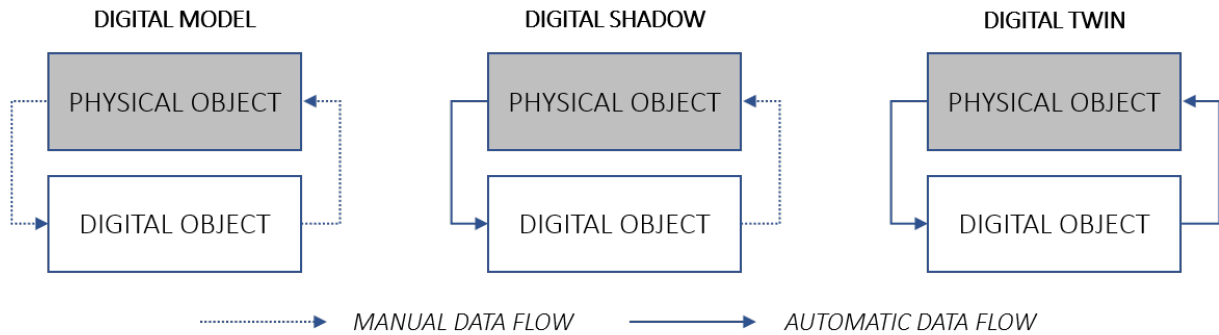 DIGITAL MODEL
DIGITAL SHADOW
DIGITAL TWIN
PHYSICAL OBJECT
PHYSICAL OBJECT
PHYSICAL OBJECT
DIGITAL OBJECT
DIGITAL OBJECT
DIGITAL OBJECT
MANUAL DATA FLOW
AUTOMATIC DATA FLOW